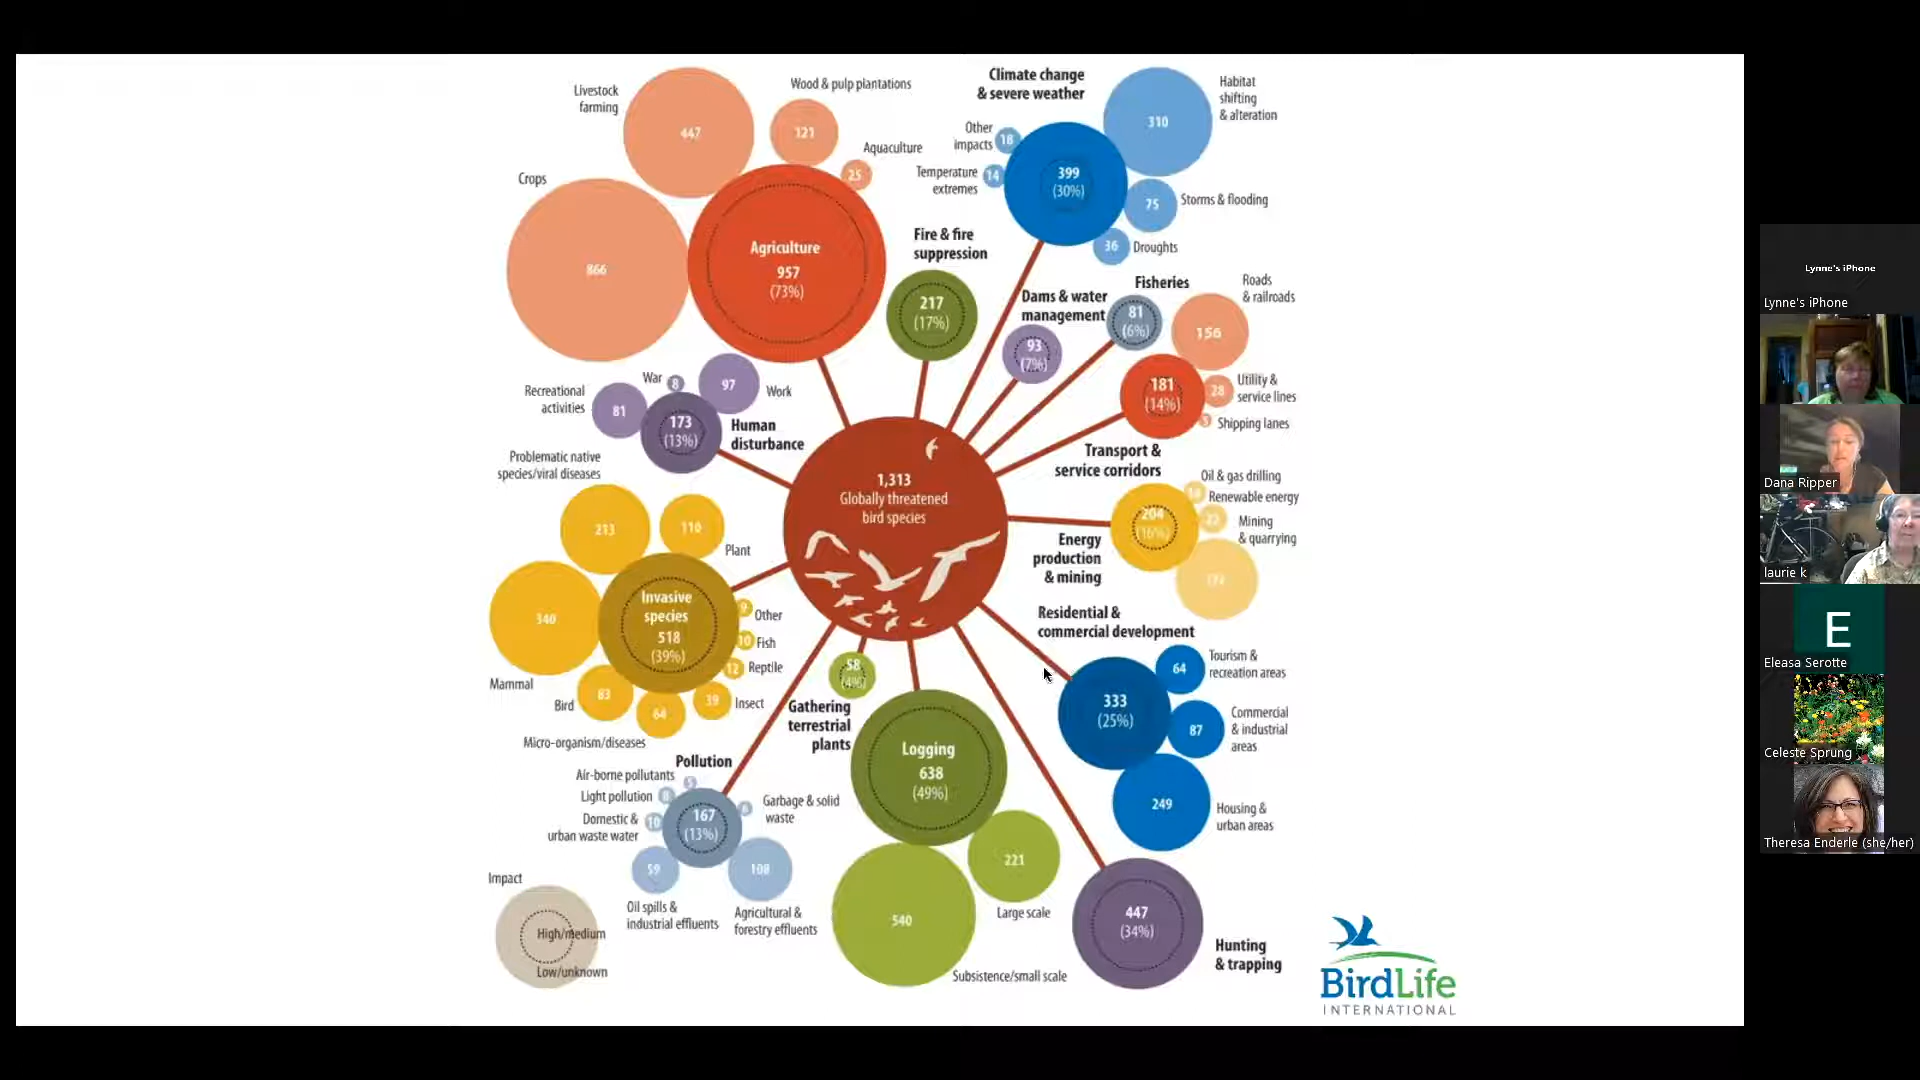 Livestock
farming
447
Wood & pulp plantations
121
Aquaculture
25
Crops
866
Agriculture
957
(73%)
Climate change
& severe weather
Habitat
shifting
& alteration
310
Other
impacts
18
Temperature
extremes
14
399
(30%)
75
Storms & flooding
36
Droughts
Fire & fire
suppression
217
(17%)
Dams & water
management
93
(7%)
Fisheries
81
(6%)
Roads
& railroads
156
181
(14%)
28
Utility &
service lines
Shipping lanes
Transport &
service corridors
War
8
97
Work
Recreational
activities
81
173
(13%)
Human
disturbance
1,313
Globally threatened
bird species
Problematic native
species/viral diseases
213
110
Plant
340
Mammal
Invasive
species
518
(39%)
9
Other
10
Fish
12
Reptile
39
Insect
83
Bird
64
Micro-organism/diseases
Oil & gas drilling
Renewable energy
Mining
& quarrying
204
(16%)
Energy
production
& mining
Residential &
commercial development
64
Tourism &
recreation areas
333
(25%)
87
Commercial
& industrial
areas
249
Housing &
urban areas
58
(4%)
Gathering
terrestrial
plants
Logging
638
(49%)
221
Large scale
540
Subsistence/small scale
Pollution
Air-borne pollutants
Light pollution
8
Domestic &
urban waste water
10
167
(13%)
6
Garbage & solid
waste
59
Oil spills &
industrial effluents
108
Agricultural &
forestry effluents
447
(34%)
Hunting
& trapping
Impact
High/medium
Low/unknown
BirdLife
INTERNATIONAL
Lynne's iPhone
Lynne's iPhone
Dana Ripper
laurie k
E
Eleasa Serotte
Celeste Sprung
Theresa Enderle (she/her)